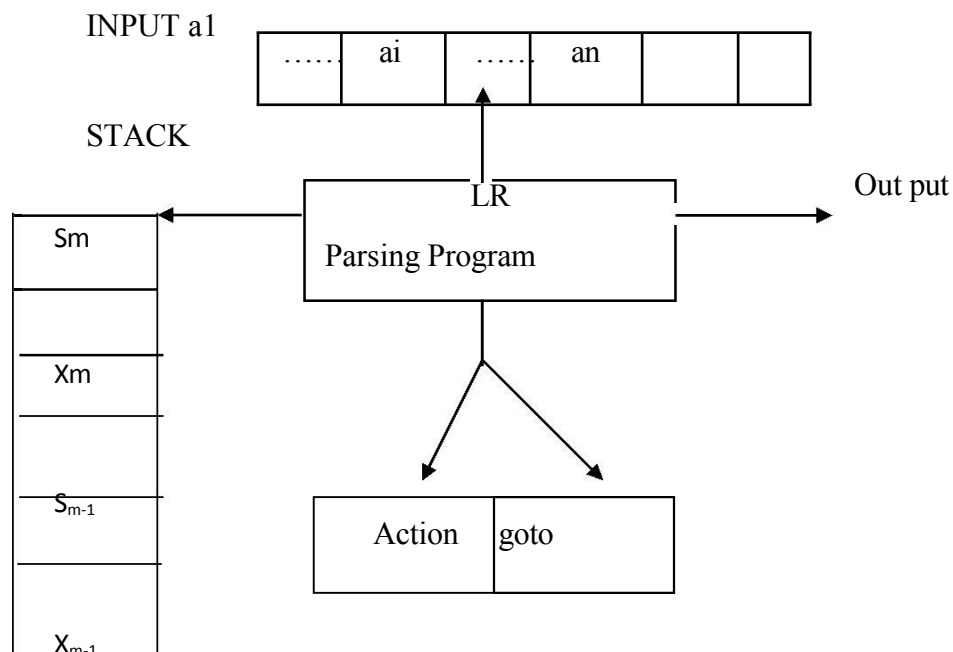 INPUT a1
…… ai …… an
STACK
LR
Out put
Parsing Program
Sm
Xm
Sm-1
Action goto
Xm-1